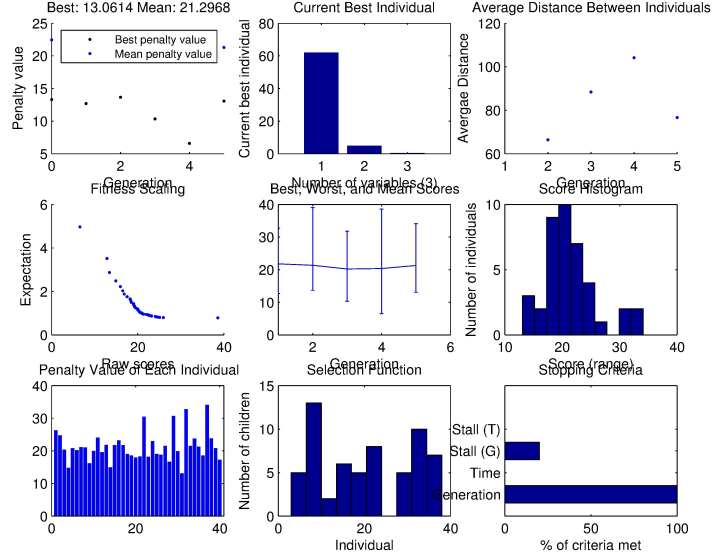 Best: 13.0614 Mean: 21.2968
25
20
15
10
5
0
2
4
Penalty value
Best penalty value
Mean penalty value
Generation
Current Best Individual
80
60
40
20
0
1
2
3
Current best individual
Number of variables (3)
Average Distance Between Individuals
120
100
80
60
1
2
3
4
5
Avergae Distance
Generation
Fitness Scaling
6
4
2
0
0
20
40
Expectation
Raw scores
Best, Worst, and Mean Scores
40
30
20
10
0
2
4
6
Generation
Score Histogram
10
8
6
4
2
0
10
20
30
40
Number of individuals
Score (range)
Penalty Value of Each Individual
40
30
20
10
0
0
10
20
30
40
Selection Function
15
10
5
0
0
20
40
Number of children
Individual
Stopping Criteria
Stall (T)
Stall (G)
Time
Generation
0
50
100
% of criteria met